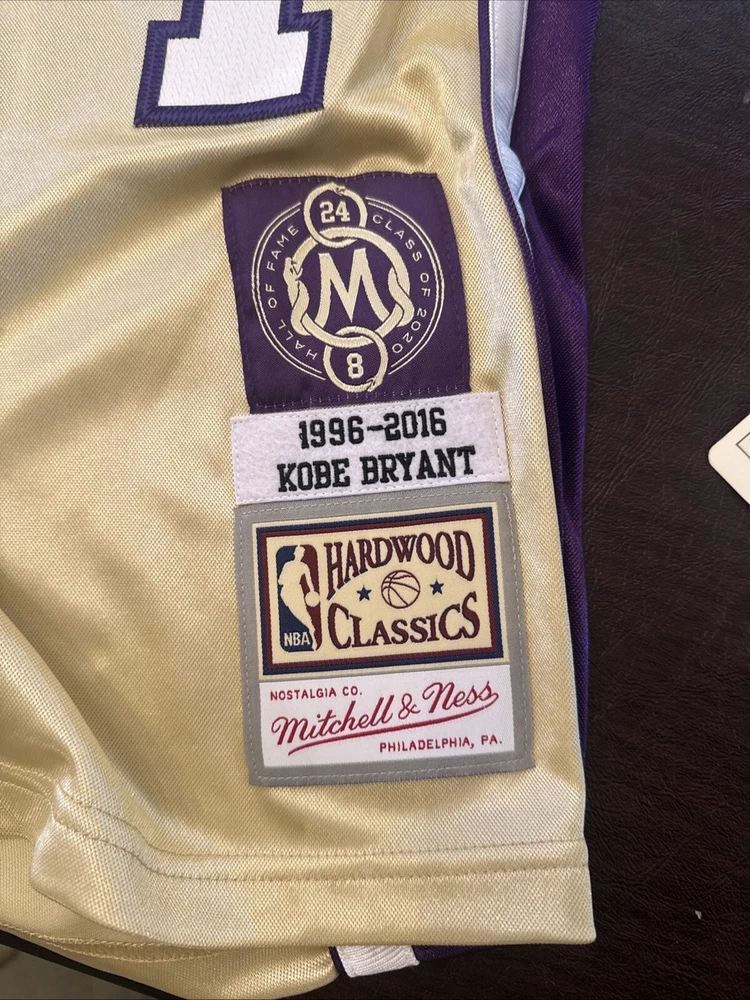 24
HALL OF FAME CLASS OF 2020
M
8
1996-2016
KOBE BRYANT
HARDWOOD
CLASSICS
NBA
NOSTALGIA CO.
Mitchell & Ness
PHILADELPHIA, PA.